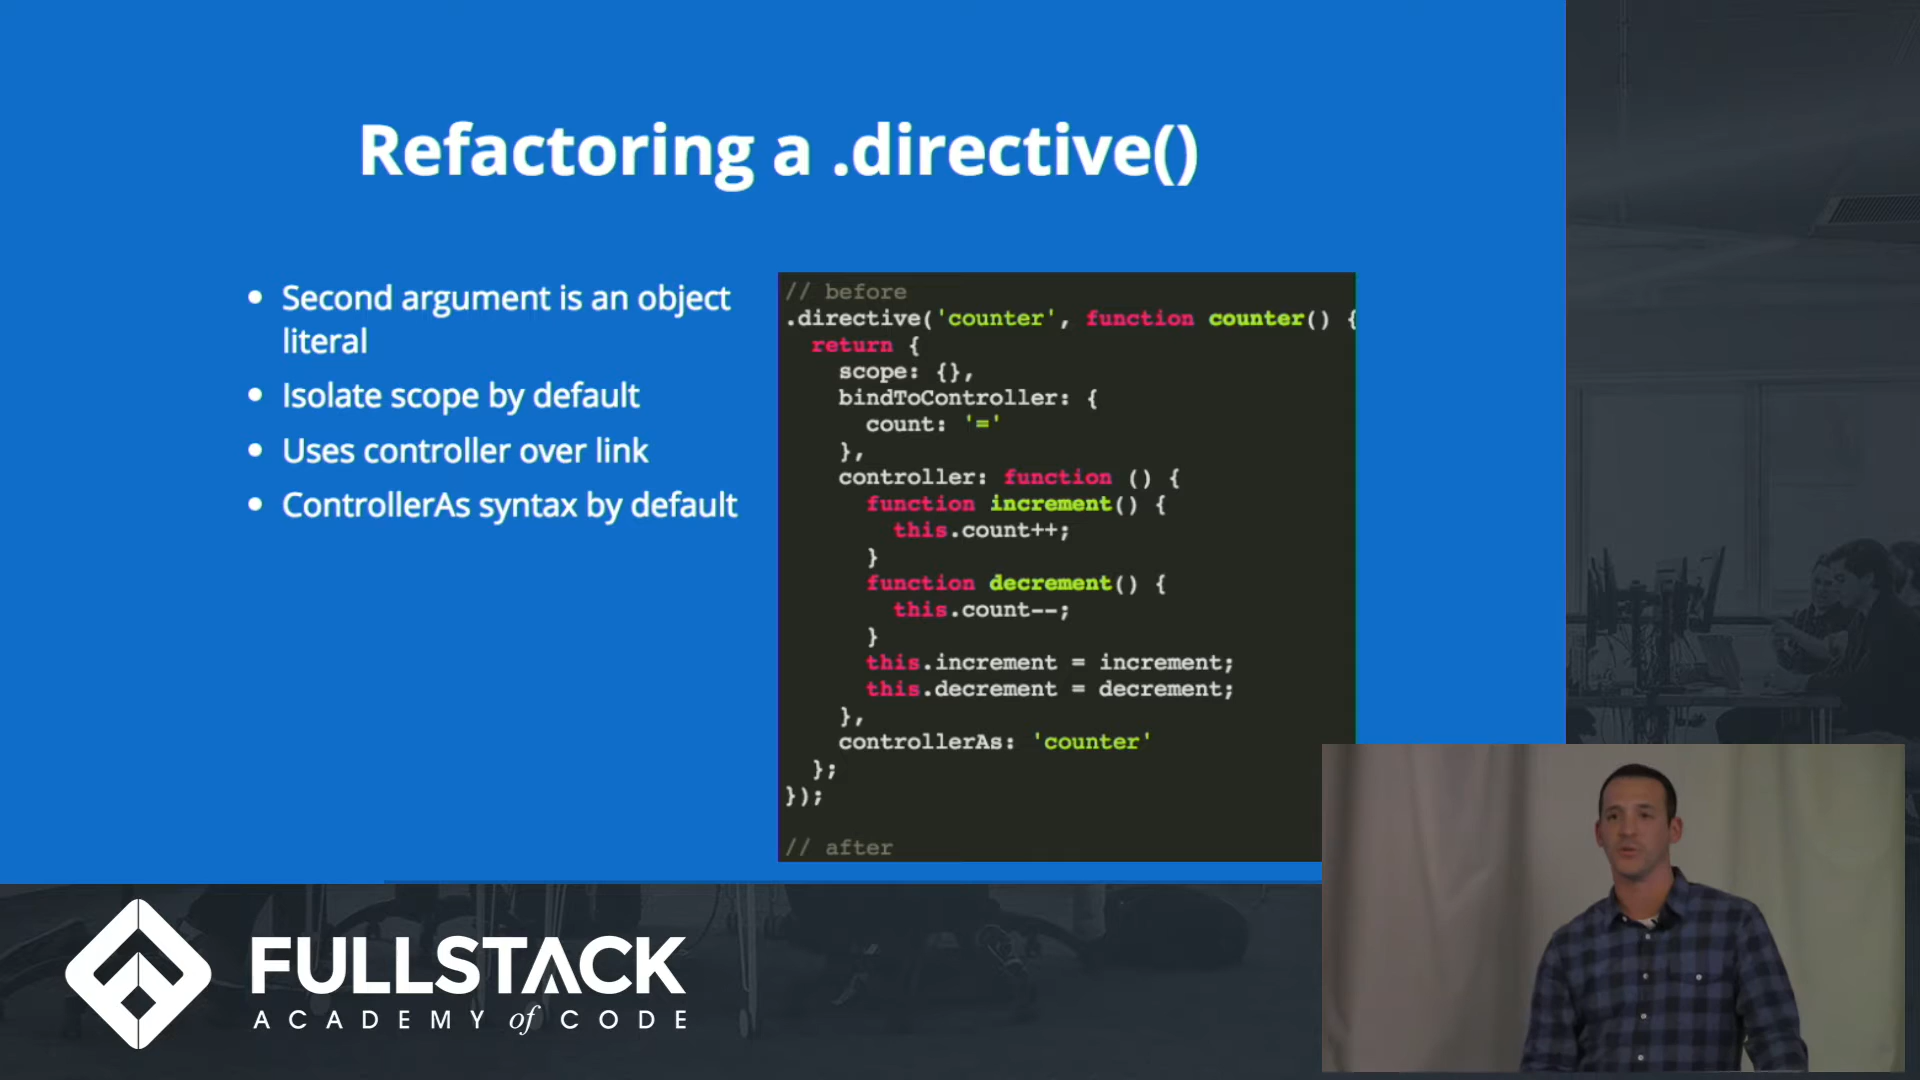 Refactoring a .directive()
Second argument is an object
literal
Isolate scope by default
Uses controller over link
ControllerAs syntax by default
// before
.directive('counter', function counter() {
  return {
    scope: {},
    bindToController: {
      count: '='
    },
    controller: function () {
      function increment() {
        this.count++;
      }
      function decrement() {
        this.count--;
      }
      this.increment = increment;
      this.decrement = decrement;
    },
    controllerAs: 'counter'
  };
});
// after
FULLSTACK
ACADEMY of CODE